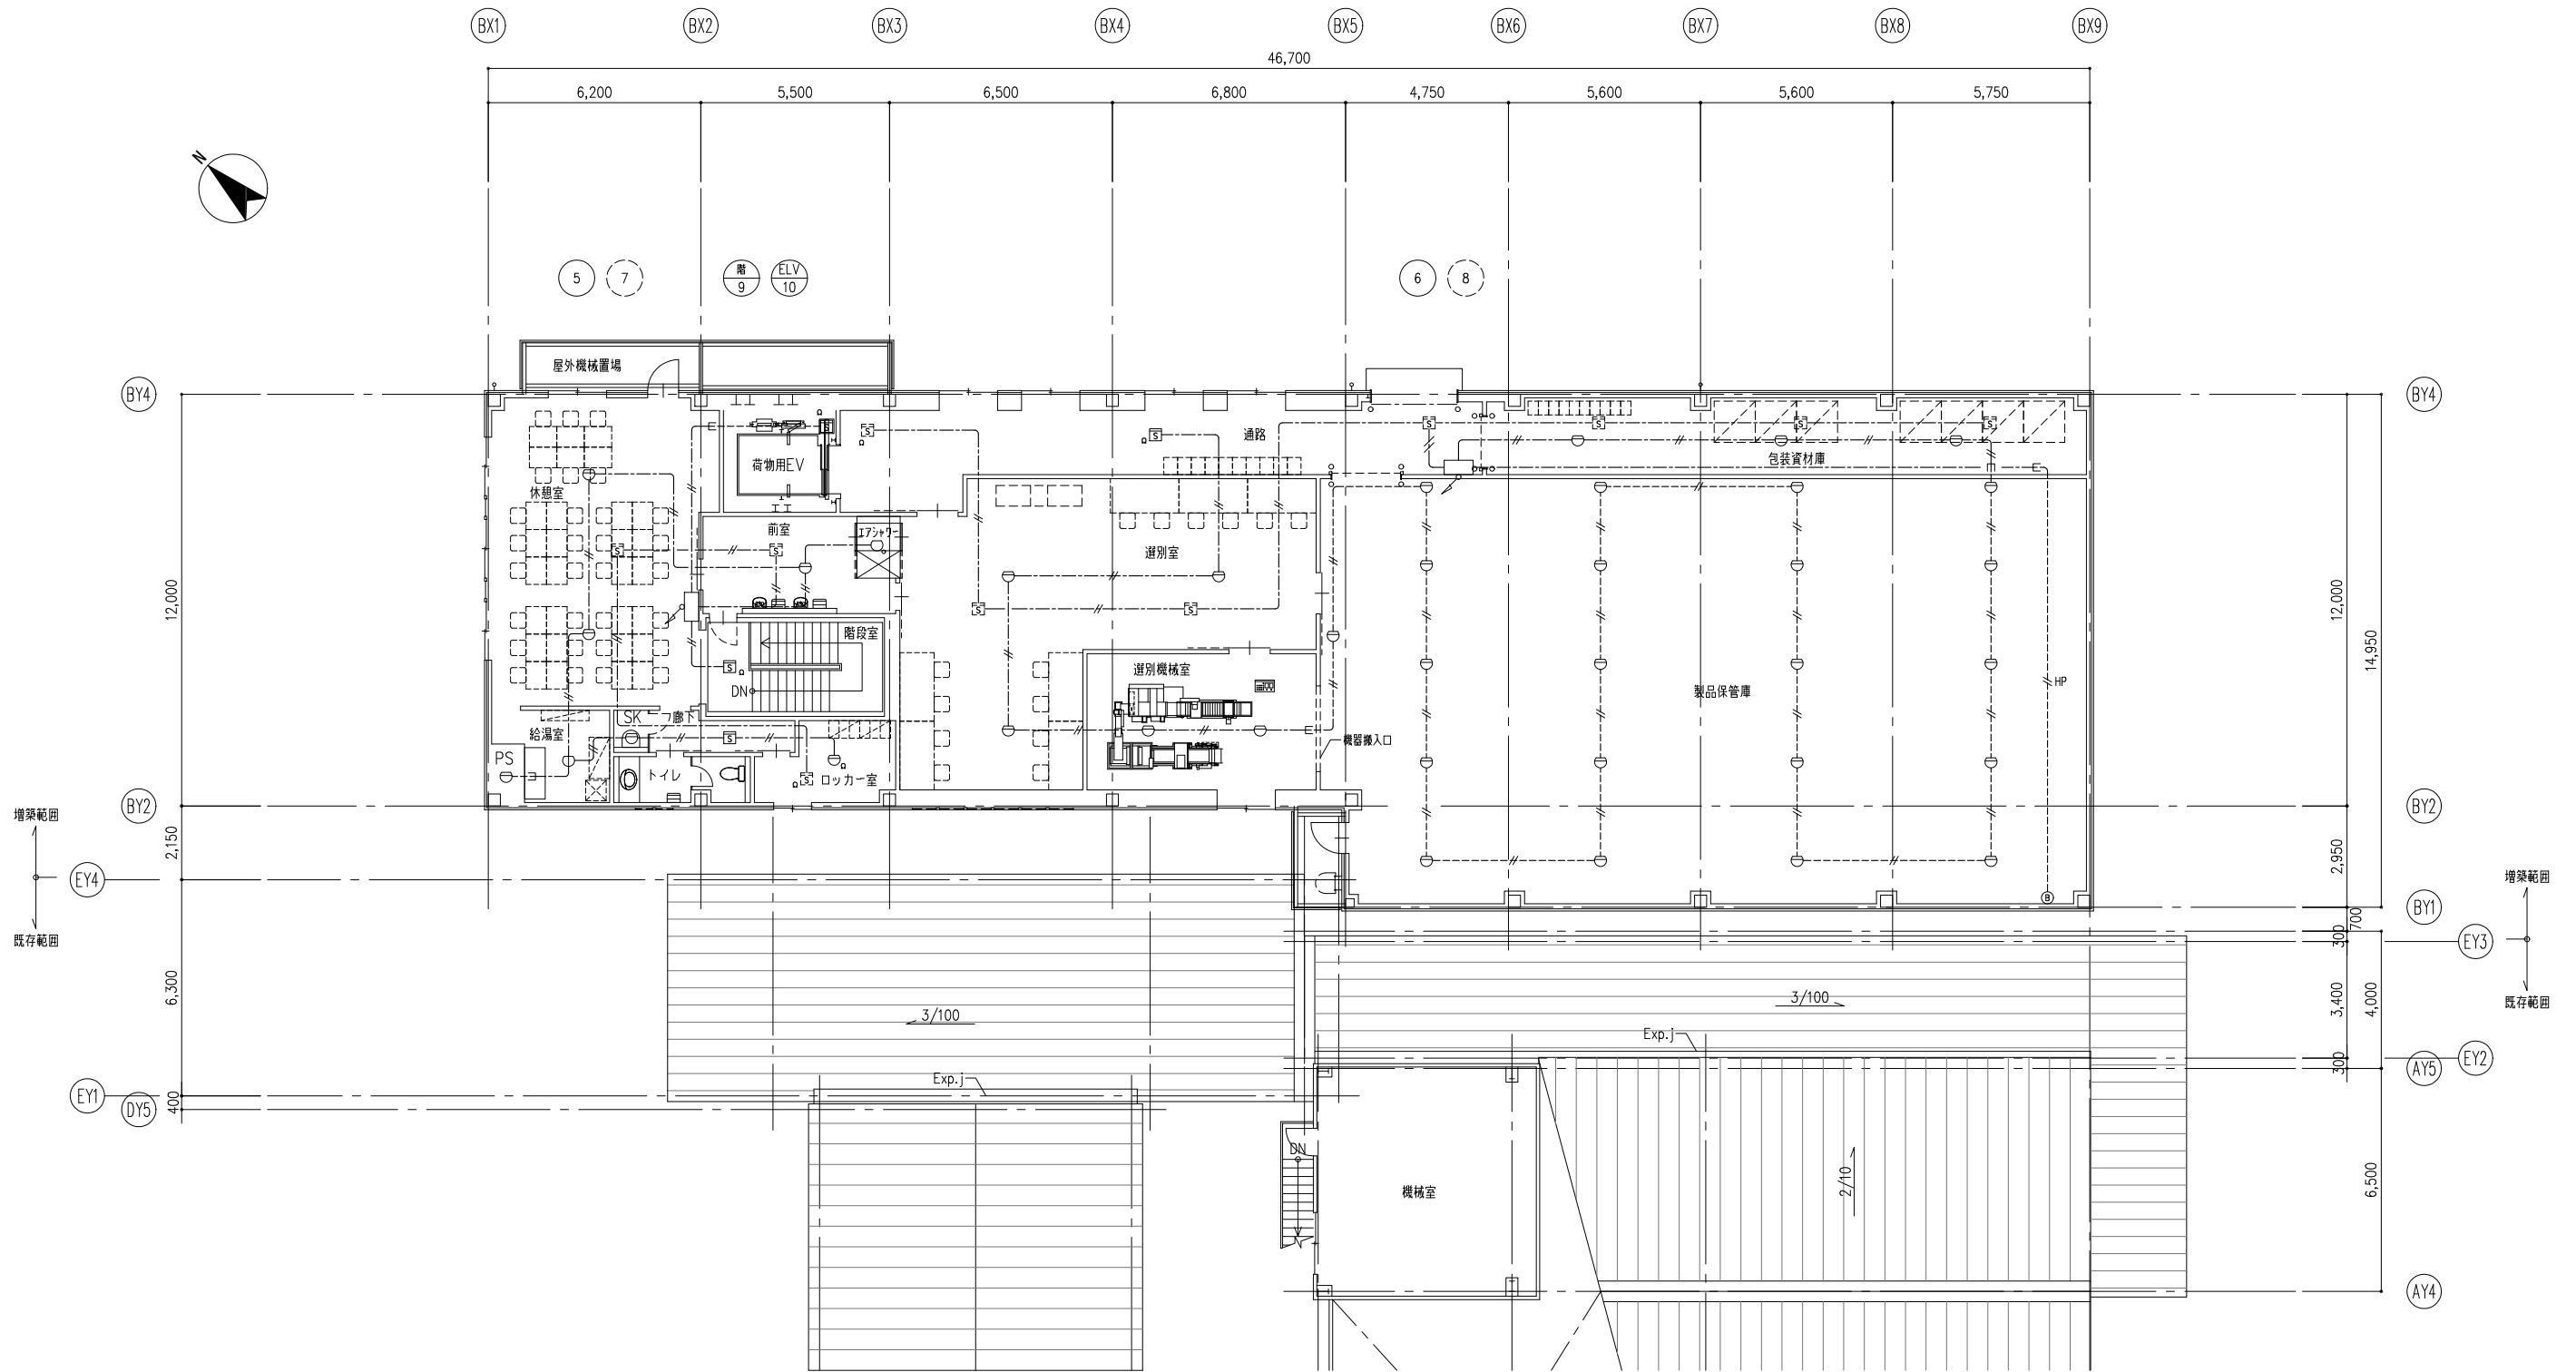 BX1 BX2 BX3 BX4 BX5 BX6 BX7 BX8 BX9
46,700
6,200 5,500 6,500 6,800 4,750 5,600 5,600 5,750
N
5 7 階 9 ELV 10 6 8
屋外機械置場
BY4 BY4
通路
荷物用EV
包装資材庫
休憩室
前室
エアシャワー
選別室
12,000 12,000
階段室
14,950
選別機械室
HP
DN
製品保管庫
SK
廊下
給湯室
機器搬入口
PS
トイレ
ロッカー室
BY2 BY2
増築範囲
2,150
2,950
EY4
増築範囲
B
BY1
700
既存範囲
300
EY3
6,300
3/100
3,400
4,000
既存範囲
3/100
Exp.j
EY2
300
AY5
Exp.j
EY1
400
DY5
DN
2/10
機械室
6,500
AY4
S S S S S S S S S S S S S S